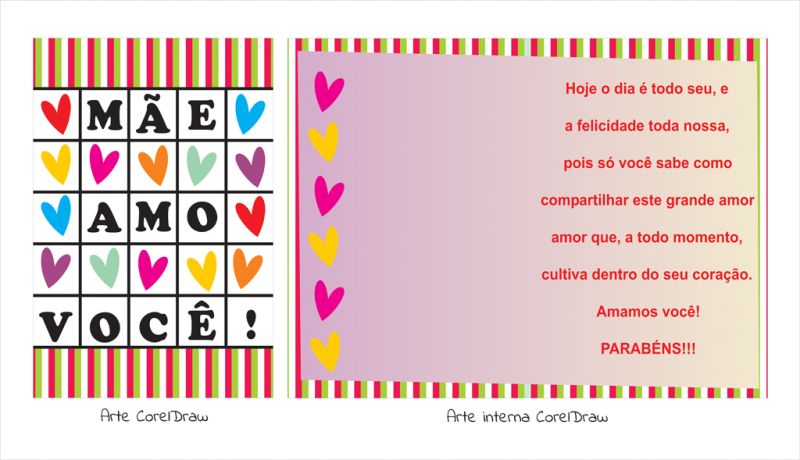 MÃE
AMO
VOCÊ!
Arte CorelDraw
Hoje o dia é todo seu, e
a felicidade toda nossa,
pois só você sabe como
compartilhar este grande amor
amor que, a todo momento,
cultiva dentro do seu coração.
Amamos você!
PARABÉNS!!!
Arte interna CorelDraw